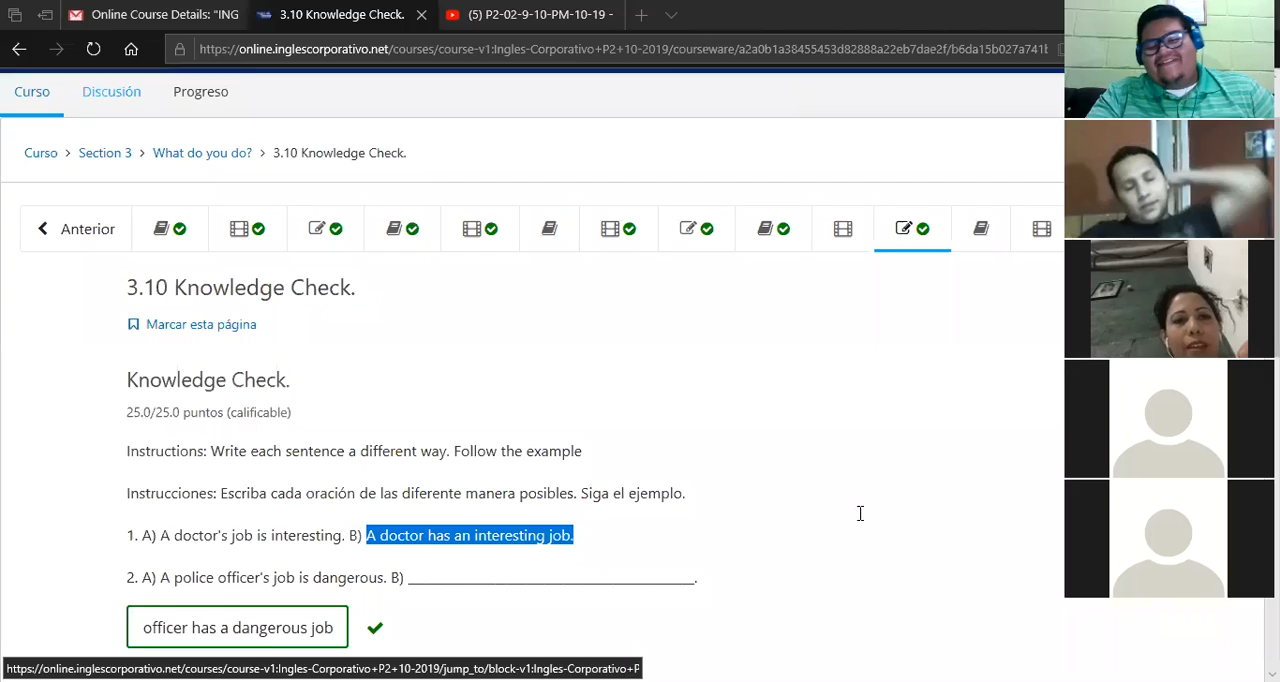 Online Course Details: "ING
3.10 Knowledge Check.
(5) P2-02-9-10-PM-10-19 -
https://online.inglescorporativo.net/courses/course-v1:Ingles-Corporativo+P2+10-2019/courseware/a2a0b1a38455453d82888a22eb7dae2f/b6da15b027a741b
Curso
Discusión
Progreso
Curso > Section 3 > What do you do? > 3.10 Knowledge Check.
Anterior
3.10 Knowledge Check.
Marcar esta página
Knowledge Check.
25.0/25.0 puntos (calificable)
Instructions: Write each sentence a different way. Follow the example
Instrucciones: Escriba cada oración de las diferente manera posibles. Siga el ejemplo.
1. A) A doctor's job is interesting. B) A doctor has an interesting job.
2. A) A police officer's job is dangerous. B) ______________________________________.
officer has a dangerous job
https://online.inglescorporativo.net/courses/course-v1:Ingles-Corporativo+P2+10-2019/jump_to/block-v1:Ingles-Corporativo+P